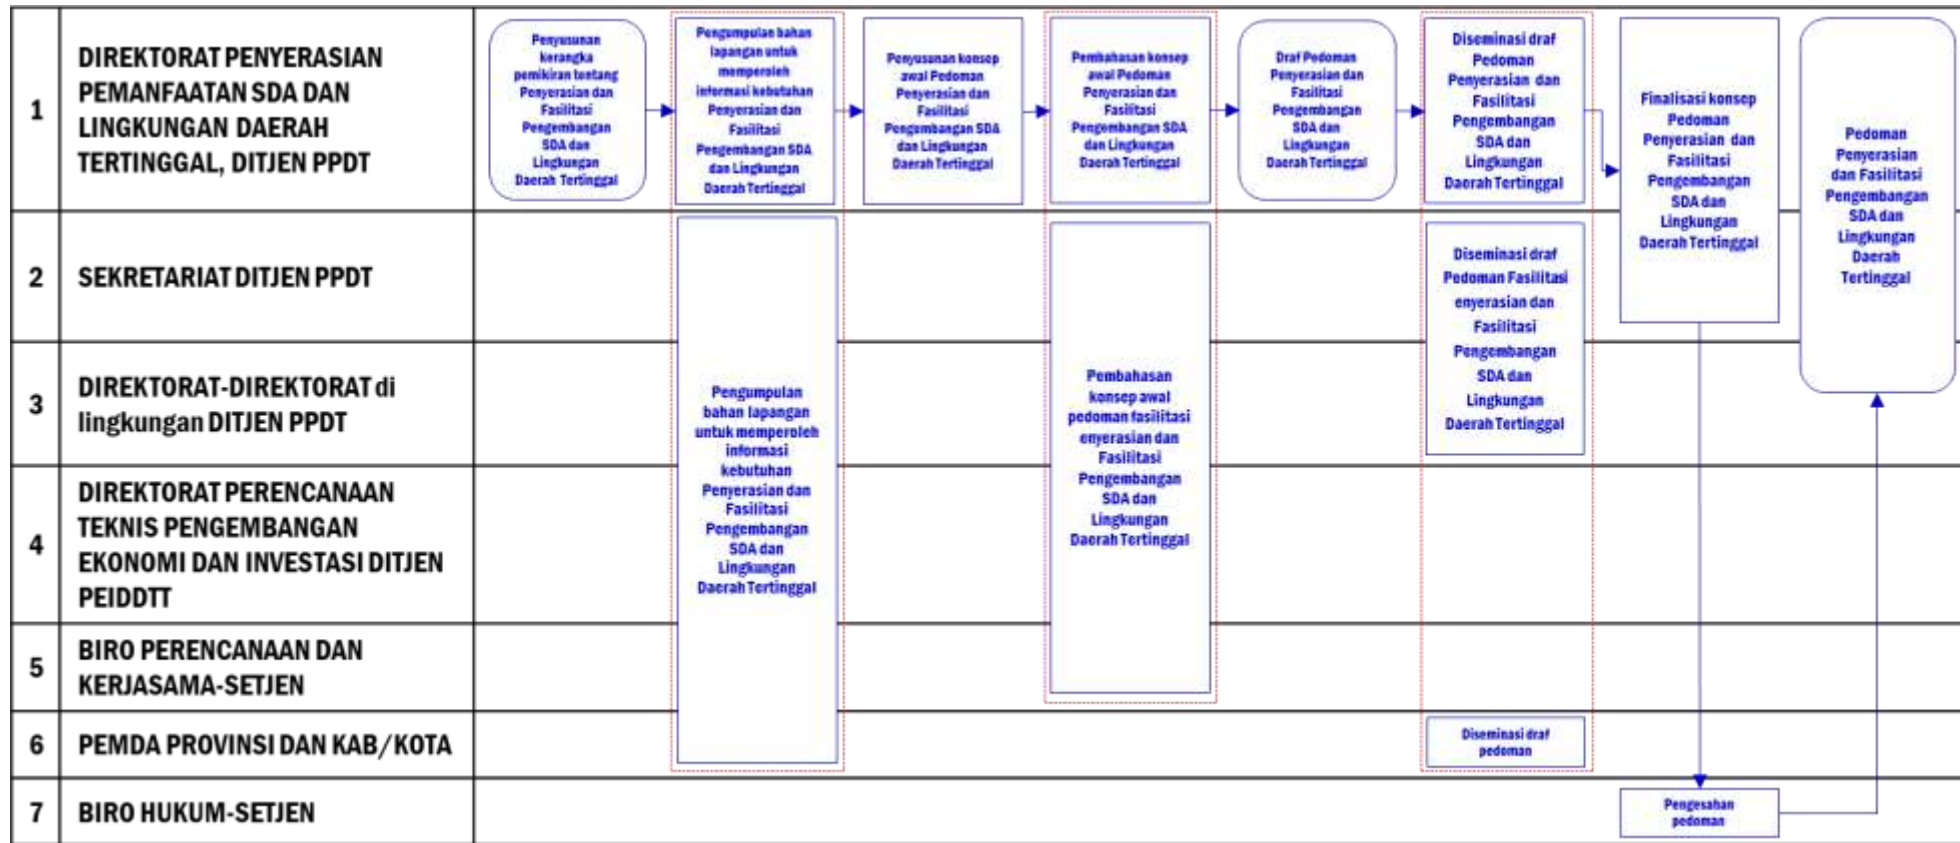 1
DIREKTORAT PENYERASIAN
PEMANFAATAN SDA DAN
LINGKUNGAN DAERAH
TERTINGGAL, DITJEN PPDT
Penyusunan
kerangka
pemikiran tentang
Penyerasian dan
Fasilitasi
Pengembangan
SDA dan
Lingkungan
Daerah Tertinggal
Pengumpulan bahan
lapangan untuk
memperoleh
informasi kebutuhan
Penyerasian dan
Fasilitasi
Pengembangan SDA
dan Lingkungan
Daerah Tertinggal
Penyusunan konsep
awal Pedoman
Penyerasian dan
Fasilitasi
Pengembangan SDA
dan Lingkungan
Daerah Tertinggal
Pembahasan konsep
awal Pedoman
Penyerasian dan
Fasilitasi
Pengembangan SDA
dan Lingkungan
Daerah Tertinggal
Draf Pedoman
Penyerasian dan
Fasilitasi
Pengembangan
SDA dan
Lingkungan
Daerah Tertinggal
Diseminasi draf
Pedoman
Penyerasian dan
Fasilitasi
Pengembangan
SDA dan
Lingkungan
Daerah Tertinggal
Finalisasi konsep
Pedoman
Penyerasian dan
Fasilitasi
Pengembangan
SDA dan
Lingkungan
Daerah Tertinggal
Pedoman
Penyerasian
dan Fasilitasi
Pengembangan
SDA dan
Lingkungan
Daerah
Tertinggal
2
SEKRETARIAT DITJEN PPDT
Pengumpulan
bahan lapangan
untuk memperoleh
informasi
kebutuhan
Penyerasian dan
Fasilitasi
Pengembangan
SDA dan
Lingkungan
Daerah Tertinggal
Pembahasan
konsep awal
pedoman fasilitasi
enyerasian dan
Fasilitasi
Pengembangan
SDA dan
Lingkungan
Daerah Tertinggal
Diseminasi draf
Pedoman Fasilitasi
enyerasian dan
Fasilitasi
Pengembangan
SDA dan
Lingkungan
Daerah Tertinggal
3
DIREKTORAT-DIREKTORAT di
lingkungan DITJEN PPDT
4
DIREKTORAT PERENCANAAN
TEKNIS PENGEMBANGAN
EKONOMI DAN INVESTASI DITJEN
PEIDDTT
5
BIRO PERENCANAAN DAN
KERJASAMA-SETJEN
6
PEMDA PROVINSI DAN KAB/KOTA
Diseminasi draf
pedoman
7
BIRO HUKUM-SETJEN
Pengesahan
pedoman